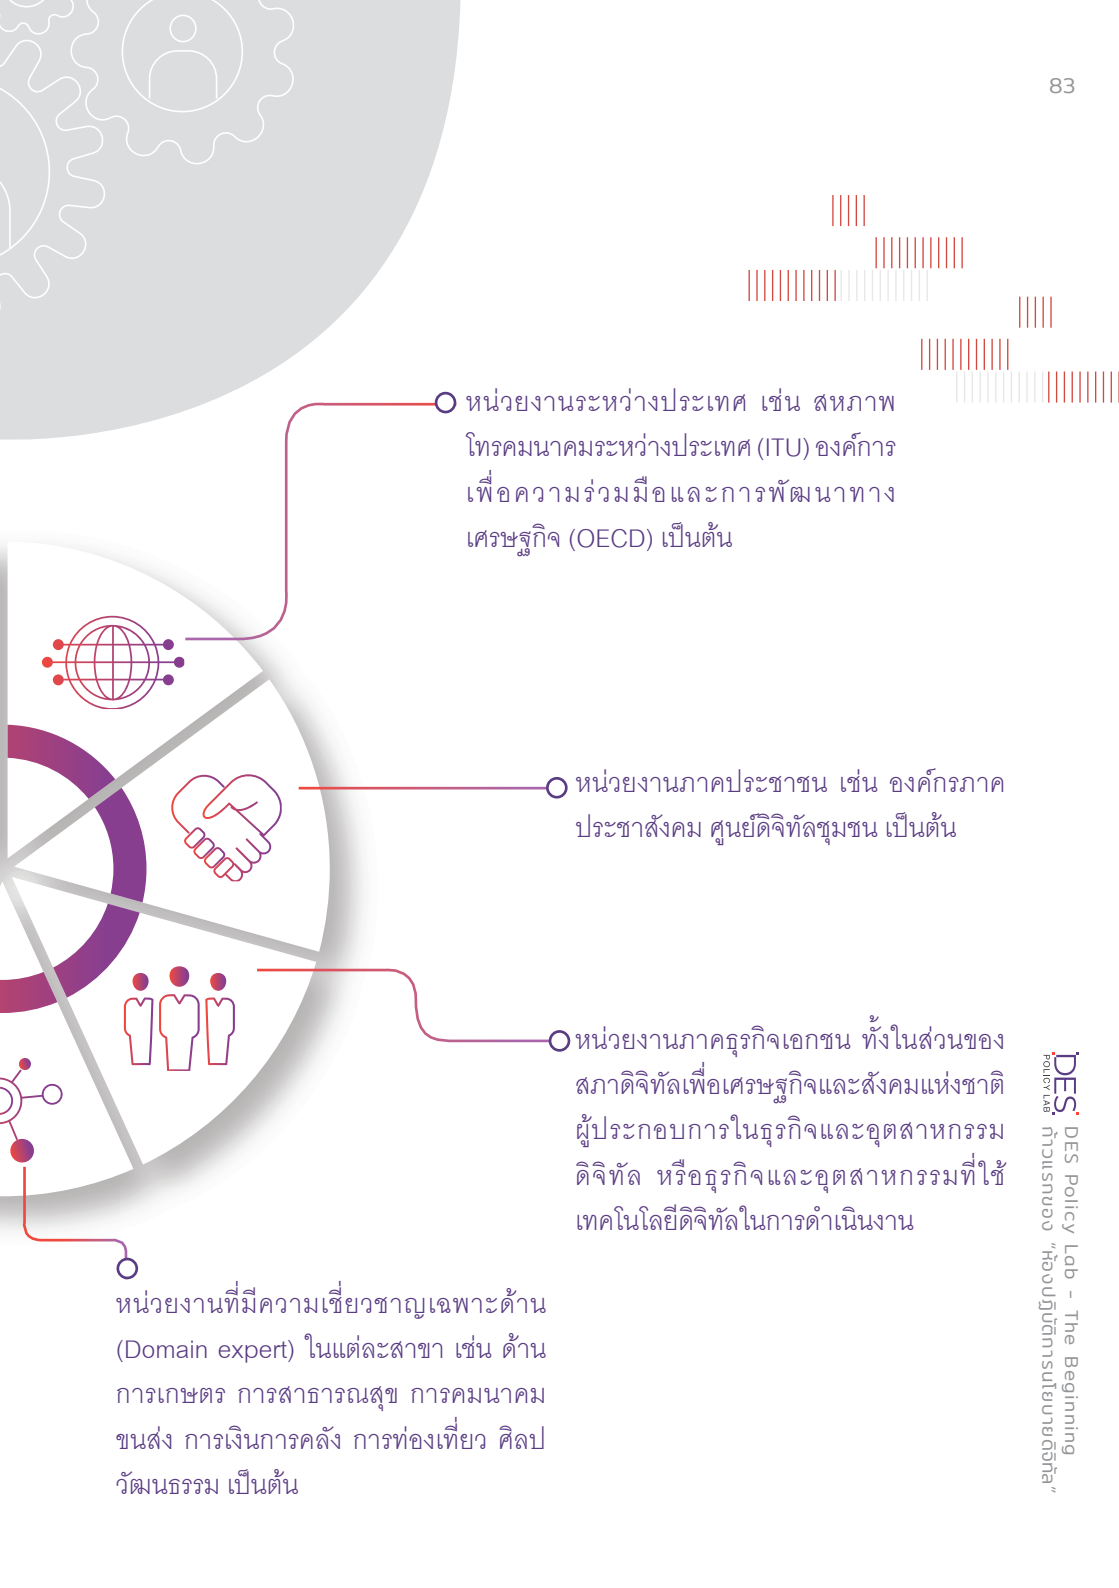 83
หน่วยงานระหว่างประเทศ เช่น สหภาพ
โทรคมนาคมระหว่างประเทศ (ITU) องค์การ
เพื่อความร่วมมือและการพัฒนาทาง
เศรษฐกิจ (OECD) เป็นต้น
หน่วยงานภาคประชาชน เช่น องค์กรภาค
ประชาสังคม ศูนย์ดิจิทัลชุมชน เป็นต้น
หน่วยงานภาคธุรกิจเอกชน ทั้งในส่วนของ
สภาดิจิทัลเพื่อเศรษฐกิจและสังคมแห่งชาติ
ผู้ประกอบการในธุรกิจและอุตสาหกรรม
ดิจิทัล หรือธุรกิจและอุตสาหกรรมที่ใช้
เทคโนโลยีดิจิทัลในการดำเนินงาน
หน่วยงานที่มีความเชี่ยวชาญเฉพาะด้าน
(Domain expert) ในแต่ละสาขา เช่น ด้าน
การเกษตร การสาธารณสุข การคมนาคม
ขนส่ง การเงินการคลัง การท่องเที่ยว ศิลป
วัฒนธรรม เป็นต้น
DES
POLICY LAB
DES Policy Lab - The Beginning
ก้าวแรกของ “ห้องปฏิบัติการนโยบายดิจิทัล”